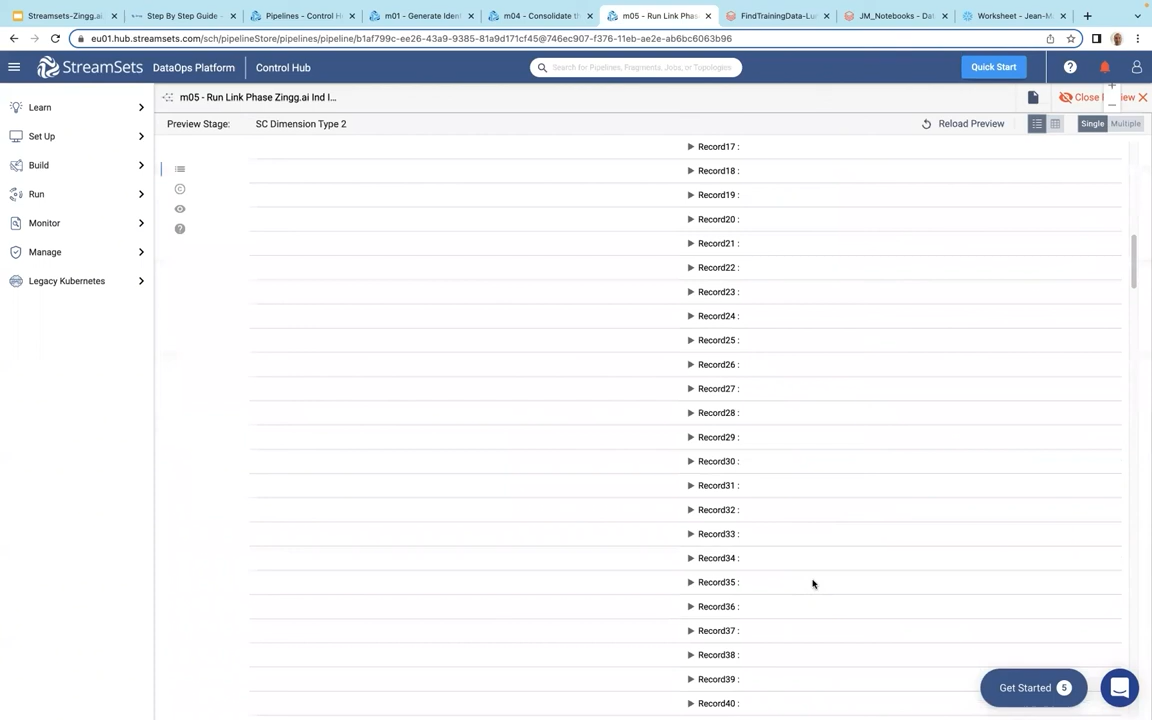 Streamsets-Zingg.a
Step By Step Guide -
Pipelines - Control H
m01 - Generate Iden
m04 - Consolidate th
m05 - Run Link Phas
FindTrainingData-Lu
JM_Notebooks - Dat
Worksheet - Jean-M
eu01.hub.streamsets.com/sch/pipelineStore/pipelines/pipeline/b1af799c-ee26-43a9-9385-81a9d171cf45@746ec907-f376-11eb-ae2e-ab6bc6063b96
StreamSets DataOps Platform Control Hub
Search for Pipelines, Fragments, Jobs, or Topologies
Quick Start
Learn
Set Up
Build
Run
Monitor
Manage
Legacy Kubernetes
m05 - Run Link Phase Zingg.ai Ind I...
Close
Preview Stage: SC Dimension Type 2
Reload Preview
Single Multiple
Record17 :
Record18 :
Record19 :
Record20 :
Record21 :
Record22 :
Record23 :
Record24 :
Record25 :
Record26 :
Record27 :
Record28 :
Record29 :
Record30 :
Record31 :
Record32 :
Record33 :
Record34 :
Record35 :
Record36 :
Record37 :
Record38 :
Record39 :
Record40 :
Get Started 5